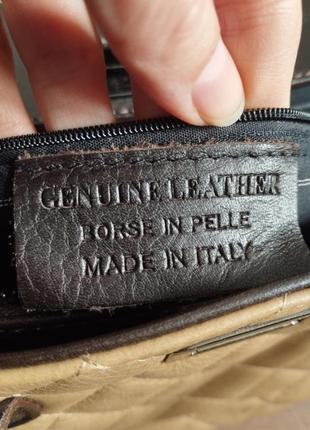 GENUINE LEATHER
BORSE IN PELLE
MADE IN ITALY